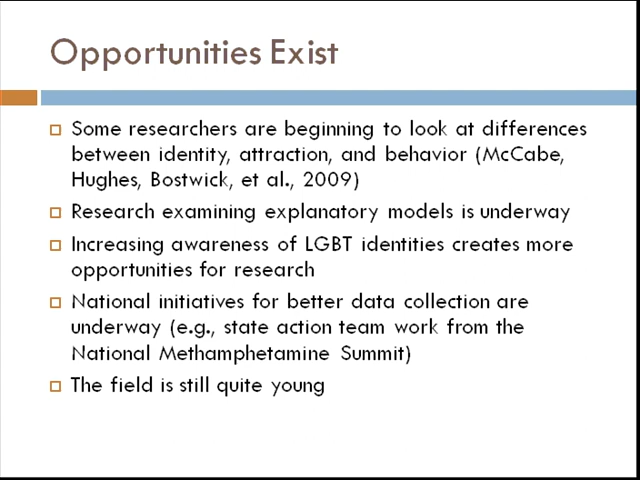 Opportunities Exist
Some researchers are beginning to look at differences
between identity, attraction, and behavior (McCabe,
Hughes, Bostwick, et al., 2009)
Research examining explanatory models is underway
Increasing awareness of LGBT identities creates more
opportunities for research
National initiatives for better data collection are
underway (e.g., state action team work from the
National Methamphetamine Summit)
The field is still quite young